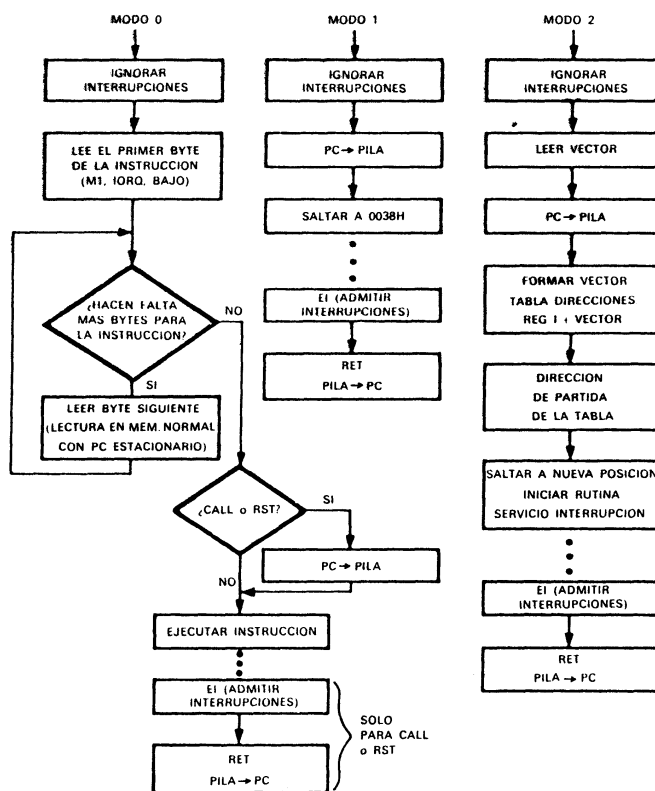 MODO 0
IGNORAR
INTERRUPCIONES
LEE EL PRIMER BYTE
DE LA INSTRUCCION
(M1, IORQ, BAJO)
¿HACEN FALTA
MAS BYTES PARA
LA INSTRUCCION?
NO
SI
LEER BYTE SIGUIENTE
(LECTURA EN MEM. NORMAL
CON PC ESTACIONARIO)
¿CALL o RST?
SI
PC → PILA
NO
EJECUTAR INSTRUCCION
EI (ADMITIR
INTERRUPCIONES)
RET
PILA → PC
SOLO
PARA CALL
o RST
MODO 1
IGNORAR
INTERRUPCIONES
PC → PILA
SALTAR A 0038H
EI (ADMITIR
INTERRUPCIONES)
RET
PILA → PC
MODO 2
IGNORAR
INTERRUPCIONES
LEER VECTOR
PC → PILA
FORMAR VECTOR
TABLA DIRECCIONES
REG I + VECTOR
DIRECCION
DE PARTIDA
DE LA TABLA
SALTAR A NUEVA POSICION
INICIAR RUTINA
SERVICIO INTERRUPCION
EI (ADMITIR
INTERRUPCIONES)
RET
PILA → PC